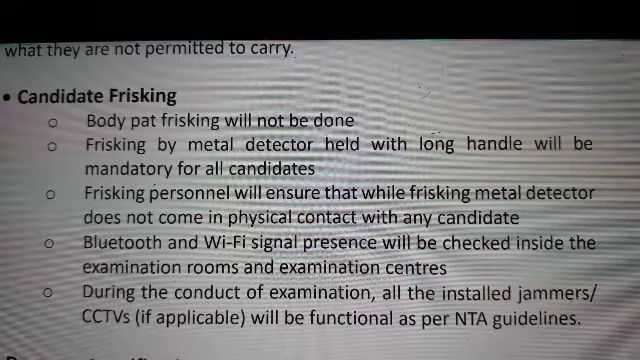 what they are not permitted to carry.
• Candidate Frisking
o Body pat frisking will not be done
o Frisking by metal detector held with long handle will be
mandatory for all candidates
o Frisking personnel will ensure that while frisking metal detector
does not come in physical contact with any candidate
o Bluetooth and Wi-Fi signal presence will be checked inside the
examination rooms and examination centres
o During the conduct of examination, all the installed jammers/
CCTVs (if applicable) will be functional as per NTA guidelines.